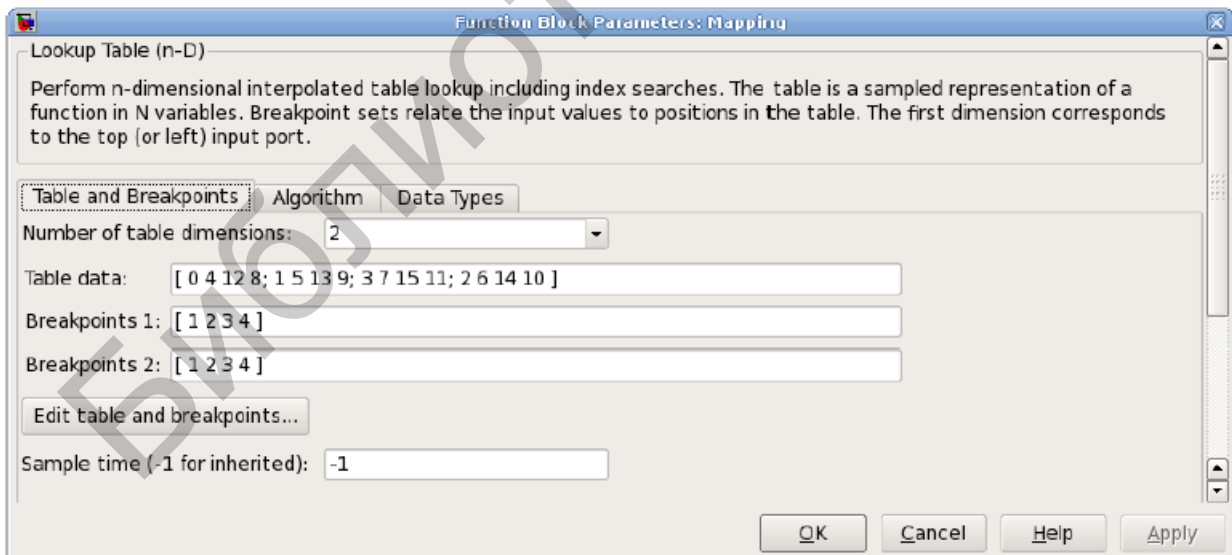 Function Block Parameters: Mapping
Lookup Table (n-D)
Perform n-dimensional interpolated table lookup including index searches. The table is a sampled representation of a
function in N variables. Breakpoint sets relate the input values to positions in the table. The first dimension corresponds
to the top (or left) input port.
Table and Breakpoints Algorithm Data Types
Number of table dimensions: 2
Table data: [ 0 4 12 8; 1 5 13 9; 3 7 15 11; 2 6 14 10 ]
Breakpoints 1: [ 1 2 3 4 ]
Breakpoints 2: [ 1 2 3 4 ]
Edit table and breakpoints...
Sample time (-1 for inherited): -1
OK Cancel Help Apply